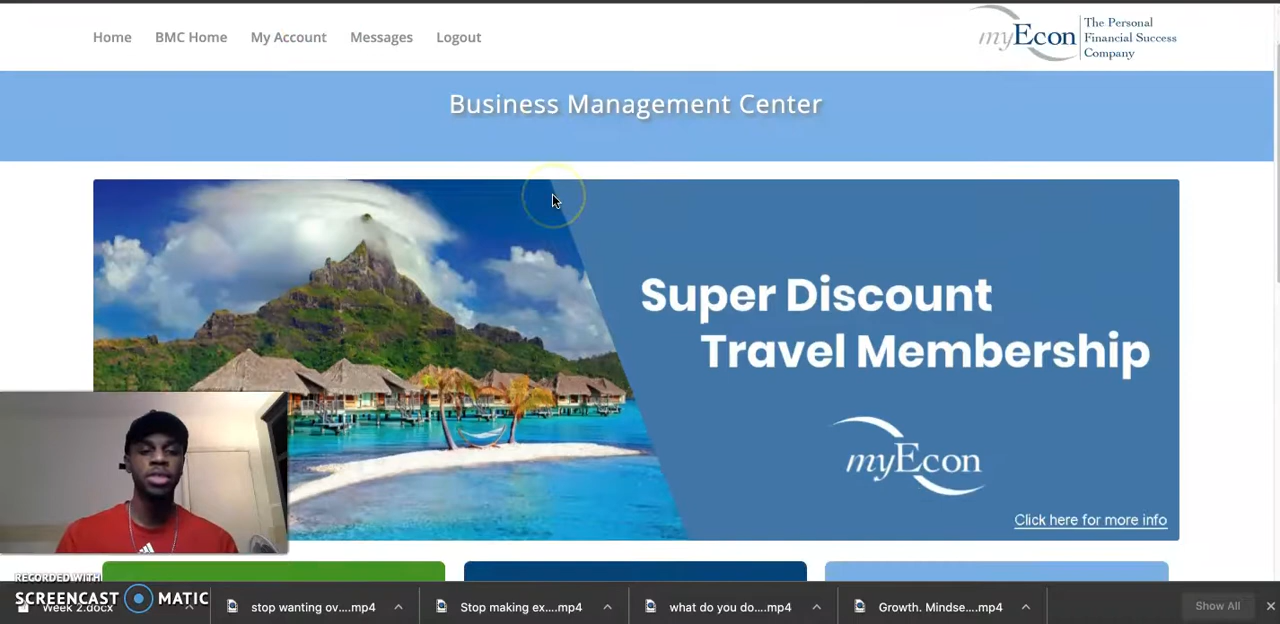 Home BMC Home My Account Messages Logout
myEcon
The Personal
Financial Success
Company
Business Management Center
Super Discount
Travel Membership
myEcon
Click here for more info
RECORDED WITH
SCREENCAST MATIC
Week 2.docx stop wanting ov....mp4 Stop making ex....mp4 what do you do....mp4 Growth. Mindse....mp4 Show All